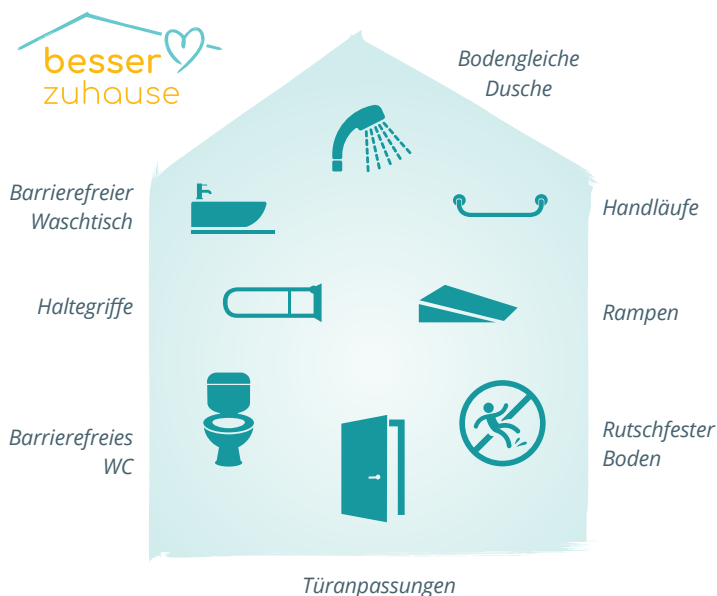 besser
zuhause
Bodengleiche
Dusche
Barrierefreier
Waschtisch
Handläufe
Haltegriffe
Rampen
Barrierefreies
WC
Rutschfester
Boden
Türanpassungen